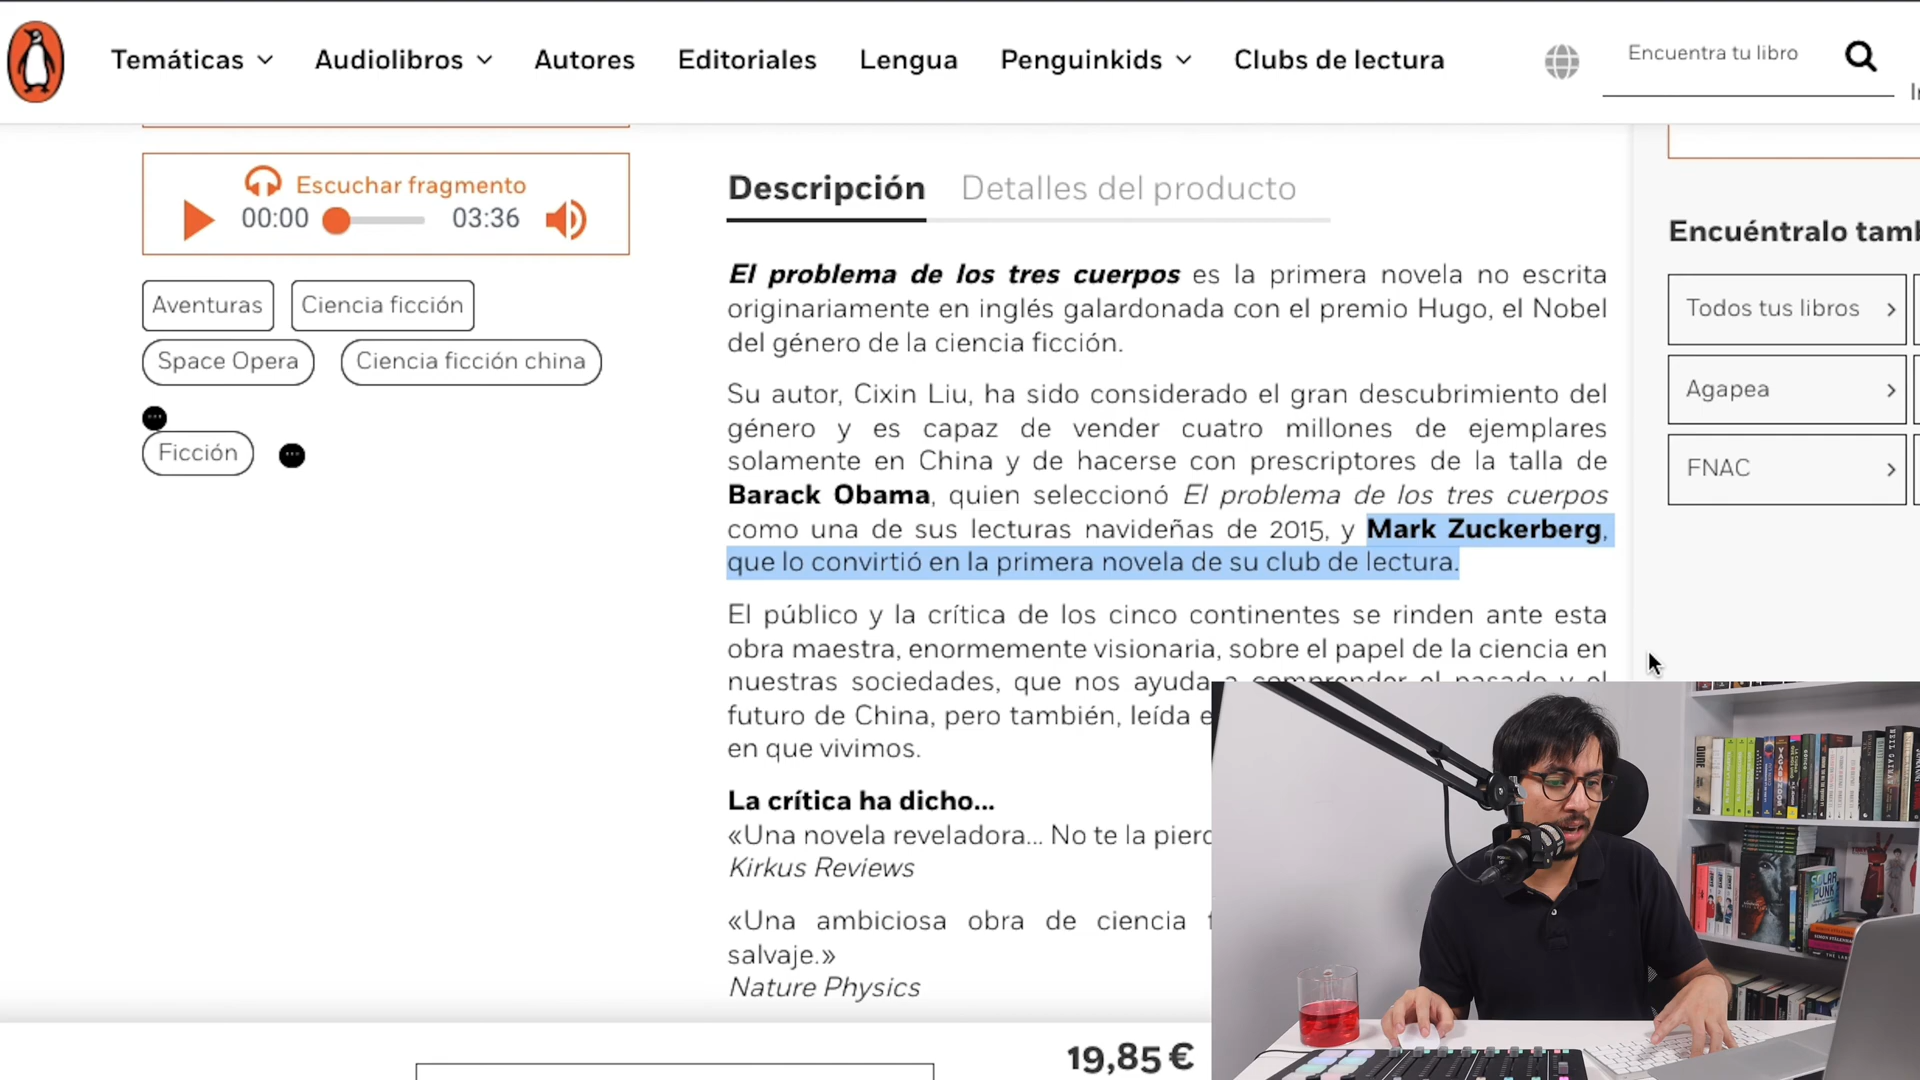 Temáticas Audiolibros Autores Editoriales Lengua Penguinkids Clubs de lectura Encuentra tu libro
Escuchar fragmento
00:00 03:36
Aventuras Ciencia ficción
Space Opera Ciencia ficción china
Ficción
Descripción Detalles del producto
El problema de los tres cuerpos es la primera novela no escrita
originariamente en inglés galardonada con el premio Hugo, el Nobel
del género de la ciencia ficción.
Su autor, Cixin Liu, ha sido considerado el gran descubrimiento del
género y es capaz de vender cuatro millones de ejemplares
solamente en China y de hacerse con prescriptores de la talla de
Barack Obama, quien seleccionó El problema de los tres cuerpos
como una de sus lecturas navideñas de 2015, y Mark Zuckerberg,
que lo convirtió en la primera novela de su club de lectura.
El público y la crítica de los cinco continentes se rinden ante esta
obra maestra, enormemente visionaria, sobre el papel de la ciencia en
nuestras sociedades, que nos ayuda a comprender el pasado y el
futuro de China, pero también, leída
en que vivimos.
La crítica ha dicho...
«Una novela reveladora... No te la
Kirkus Reviews
«Una ambiciosa obra de ciencia
salvaje.»
Nature Physics
19,85 €
Encuéntralo
Todos tus libros
Agapea
FNAC
DUNE
NEIL GAIMAN
SOLAR
PUNK